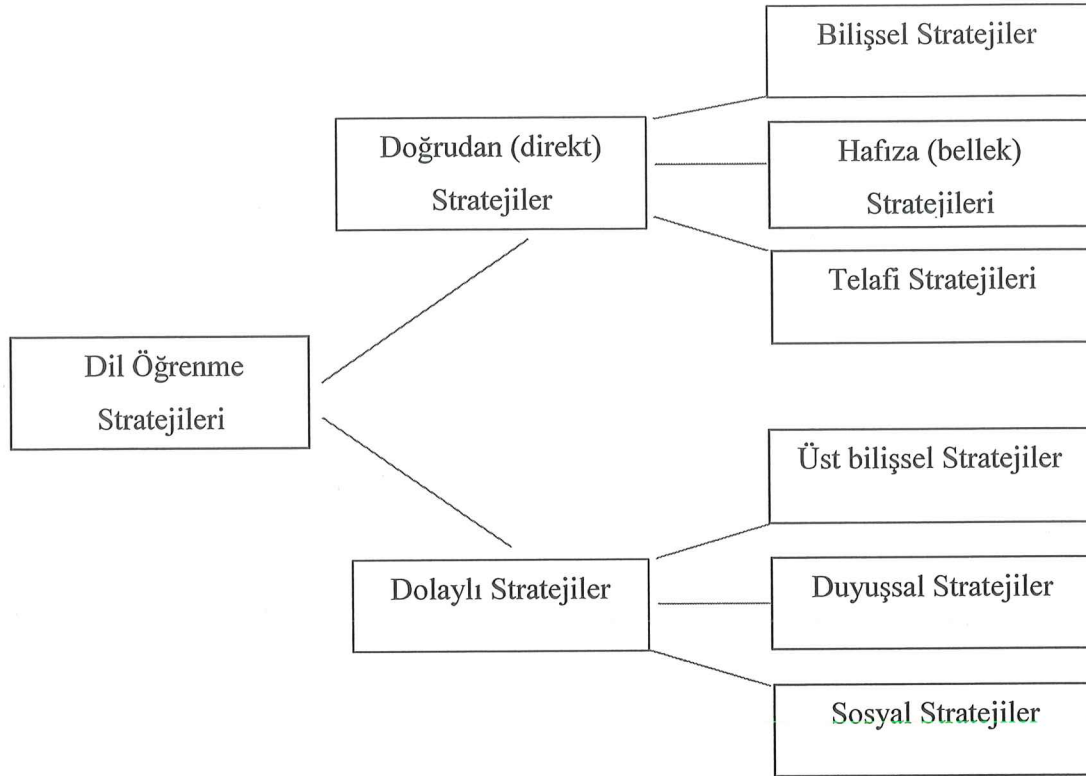 Bilişsel Stratejiler
Doğrudan (direkt)
Stratejiler
Hafıza (bellek)
Stratejileri
Telafi Stratejileri
Dil Öğrenme
Stratejileri
Üst bilişsel Stratejiler
Dolaylı Stratejiler
Duyuşsal Stratejiler
Sosyal Stratejiler